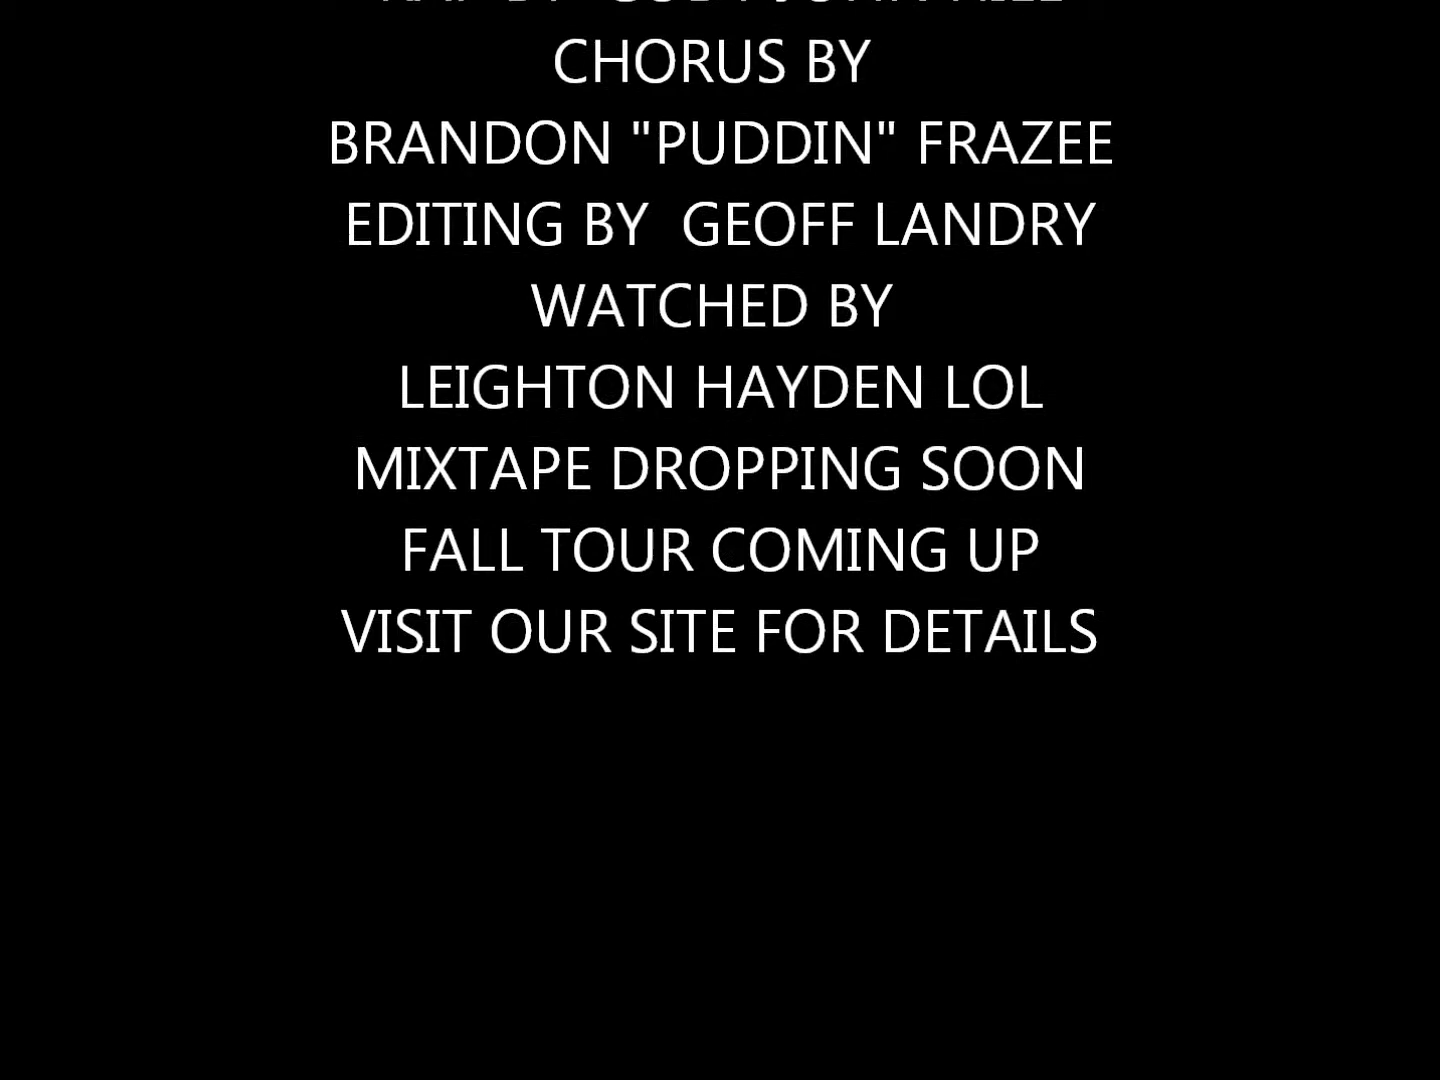 CHORUS BY
BRANDON "PUDDIN" FRAZEE
EDITING BY  GEOFF LANDRY
WATCHED BY
LEIGHTON HAYDEN LOL
MIXTAPE DROPPING SOON
FALL TOUR COMING UP
VISIT OUR SITE FOR DETAILS